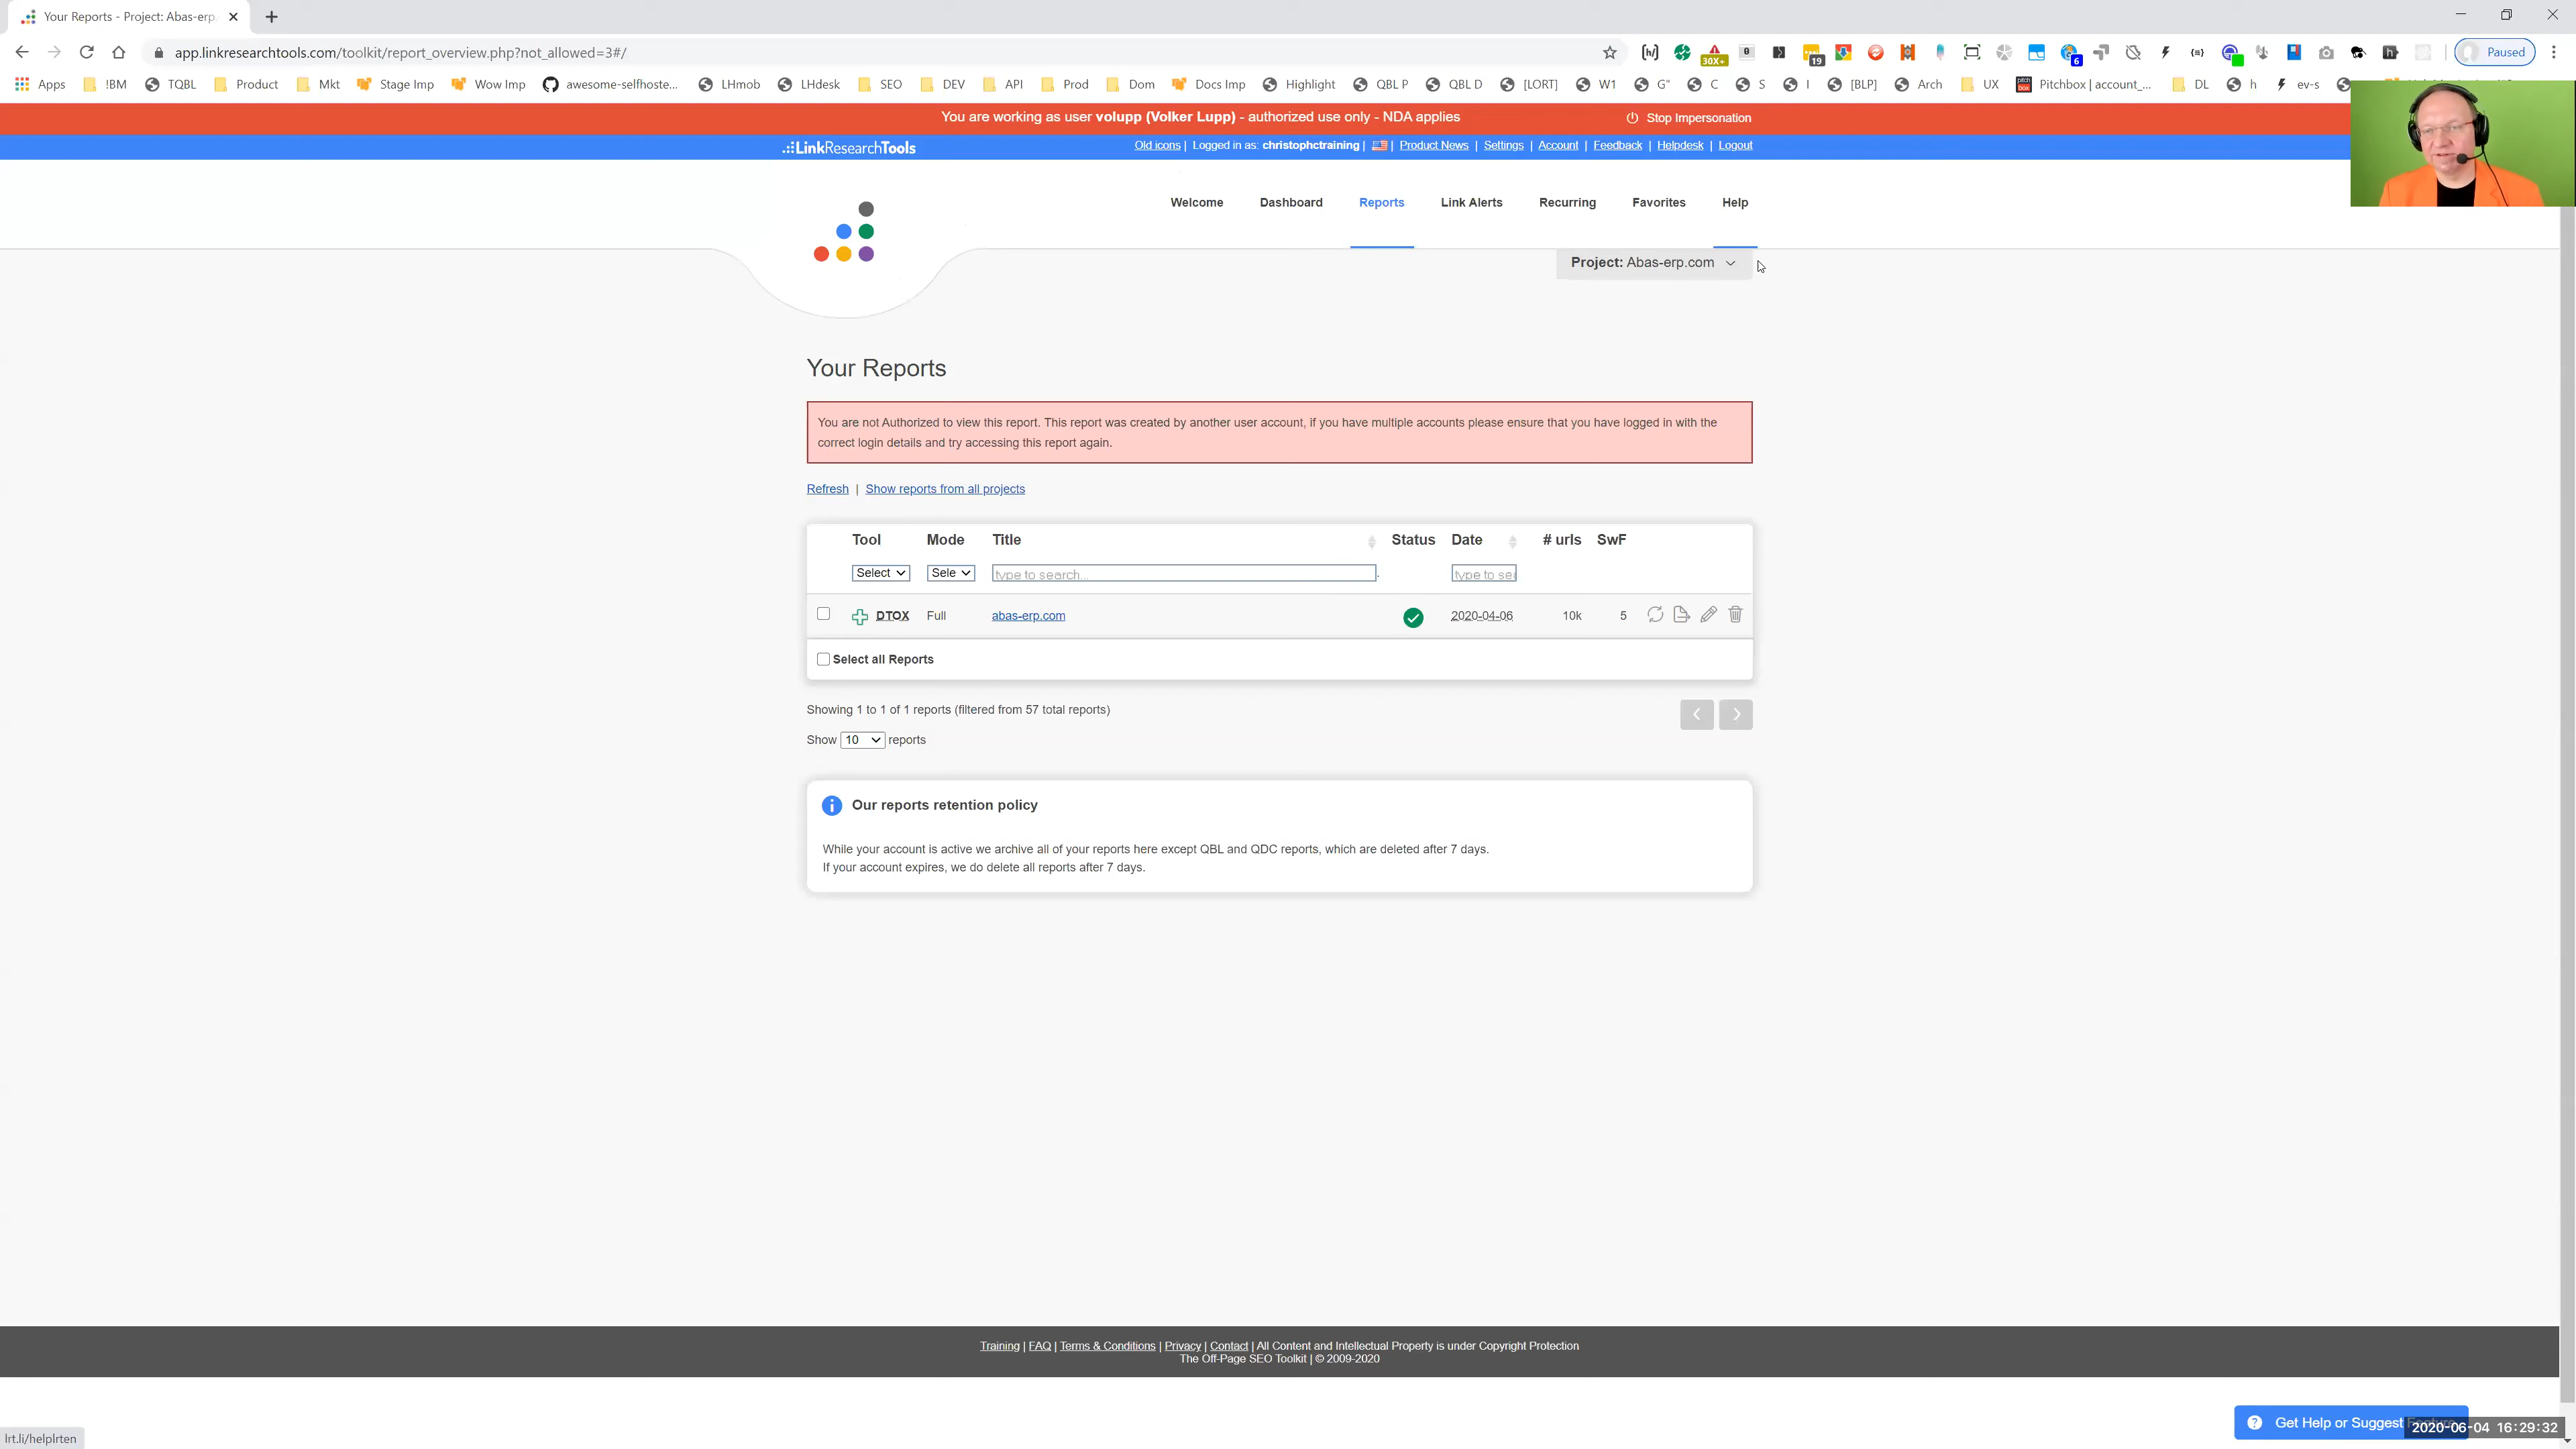 Your Reports - Project: Abas-erp.
app.linkresearchtools.com/toolkit/report_overview.php?not_allowed=3#/
30X+
19
6
Paused
Apps !BM TQBL Product Mkt Stage Imp Wow Imp awesome-selfhoste... LHmob LHdesk SEO DEV API Prod Dom Docs Imp Highlight QBL P QBL D [LORT] W1 G" C S I [BLP] Arch UX Pitchbox | account_... DL h ev-s
You are working as user volupp (Volker Lupp) - authorized use only - NDA applies Stop Impersonation
.::LinkResearchTools
Old icons | Logged in as: christophctraining | | Product News | Settings | Account | Feedback | Helpdesk | Logout
Welcome Dashboard Reports Link Alerts Recurring Favorites Help
Project: Abas-erp.com
Your Reports
You are not Authorized to view this report. This report was created by another user account, if you have multiple accounts please ensure that you have logged in with the
correct login details and try accessing this report again.
Refresh | Show reports from all projects
Tool Mode Title Status Date # urls SwF
Select Sele type to search... type to sea
DTOX Full abas-erp.com 2020-04-06 10k 5
Select all Reports
Showing 1 to 1 of 1 reports (filtered from 57 total reports)
Show 10 reports
Our reports retention policy
While your account is active we archive all of your reports here except QBL and QDC reports, which are deleted after 7 days.
If your account expires, we do delete all reports after 7 days.
Training | FAQ | Terms & Conditions | Privacy | Contact | All Content and Intellectual Property is under Copyright Protection
The Off-Page SEO Toolkit | © 2009-2020
Get Help or Suggest
2020-06-04 16:29:32
lrt.li/helplrten